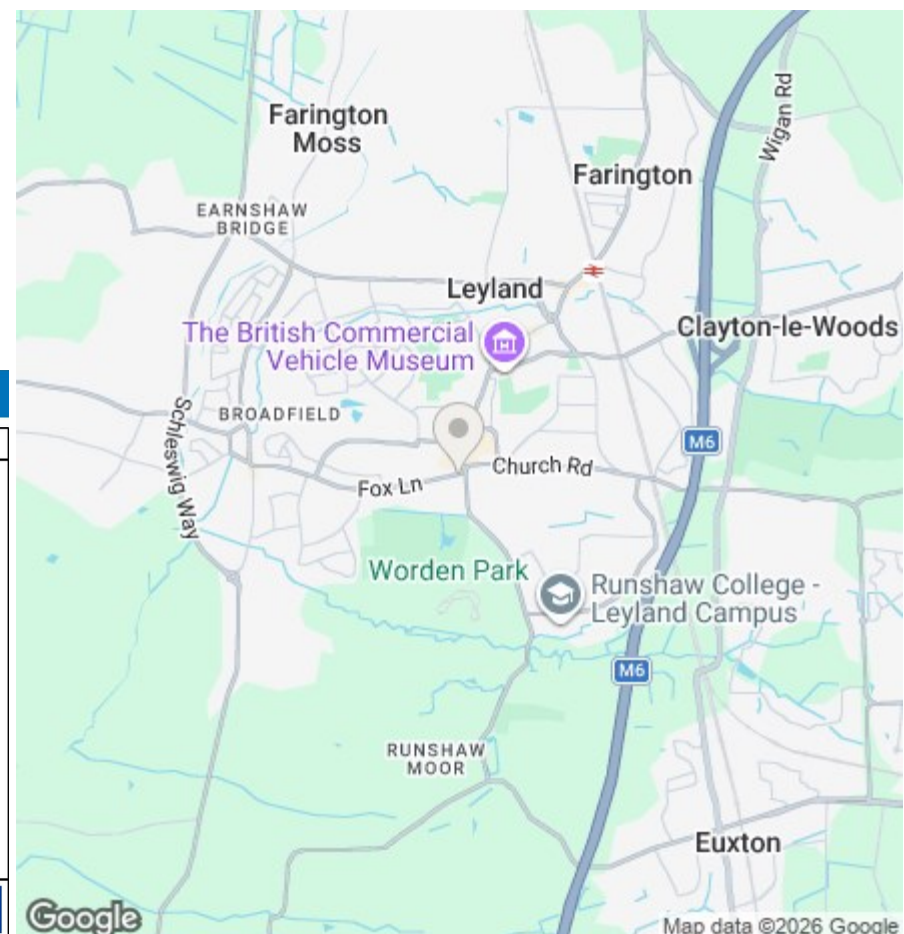 Farington
Moss
Wigan Rd
Farington
EARNSHAW
BRIDGE
Leyland
The British Commercial
Vehicle Museum
Clayton-le-Woods
Schleswig Way
BROADFIELD
M6
Church Rd
Fox Ln
Worden Park
Runshaw College -
Leyland Campus
M6
RUNSHAW
MOOR
Euxton
Google
Map data ©2026 Google